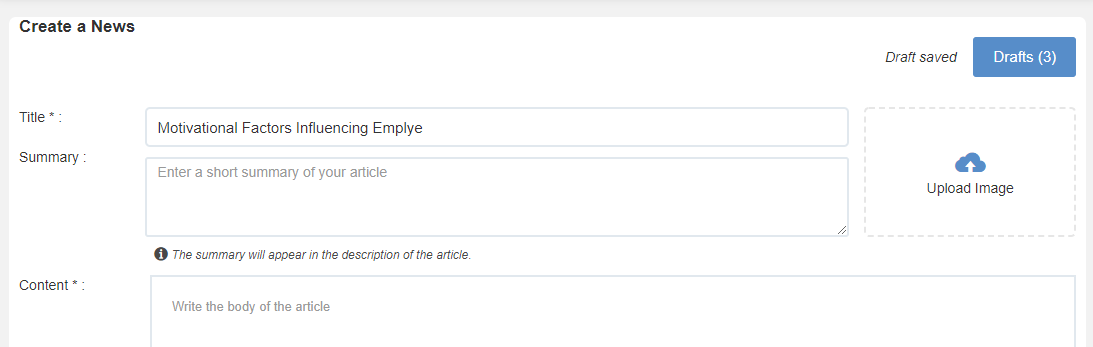 Create a News
Draft saved
Drafts (3)
Title * :
Motivational Factors Influencing Emplye
Summary :
Enter a short summary of your article
Upload Image
The summary will appear in the description of the article.
Content * :
Write the body of the article